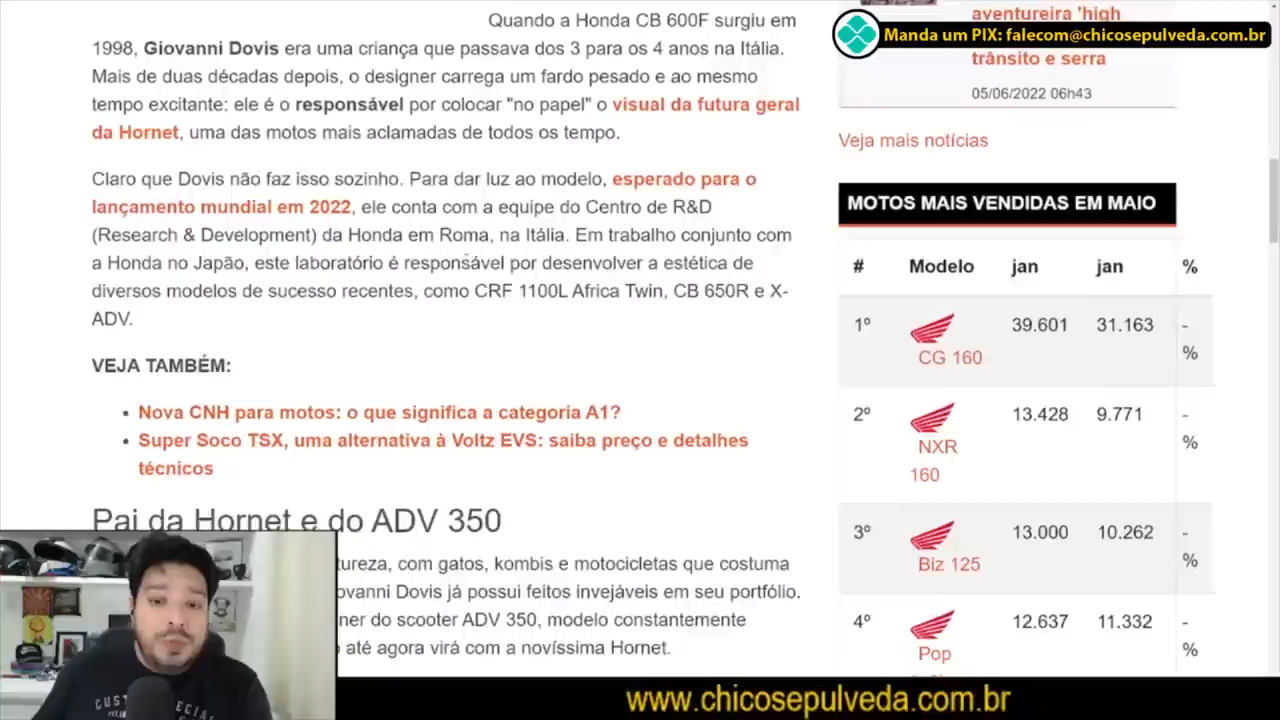 Quando a Honda CB 600F surgiu em
1998, Giovanni Dovis era uma criança que passava dos 3 para os 4 anos na Itália.
Mais de duas décadas depois, o designer carrega um fardo pesado e ao mesmo
tempo excitante: ele é o responsável por colocar "no papel" o visual da futura geral
da Hornet, uma das motos mais aclamadas de todos os tempo.
Claro que Dovis não faz isso sozinho. Para dar luz ao modelo, esperado para o
lançamento mundial em 2022, ele conta com a equipe do Centro de R&D
(Research & Development) da Honda em Roma, na Itália. Em trabalho conjunto com
a Honda no Japão, este laboratório é responsável por desenvolver a estética de
diversos modelos de sucesso recentes, como CRF 1100L Africa Twin, CB 650R e X-
ADV.
VEJA TAMBÉM:
• Nova CNH para motos: o que significa a categoria A1?
• Super Soco TSX, uma alternativa à Voltz EVS: saiba preço e detalhes
técnicos
Pai da Hornet e do ADV 350
tureza, com gatos, kombis e motocicletas que costuma
ovanni Dovis já possui feitos invejáveis em seu portfólio.
ner do scooter ADV 350, modelo constantemente
até agora virá com a novíssima Hornet.
aventureira 'high
Manda um PIX: falecom@chicosepulveda.com.br
trânsito e serra
05/06/2022 06h43
Veja mais notícias
MOTOS MAIS VENDIDAS EM MAIO
# Modelo jan jan %
1º CG 160 39.601 31.163 - %
2º NXR 160 13.428 9.771 - %
3º Biz 125 13.000 10.262 - %
4º Pop 12.637 11.332 - %
www.chicosepulveda.com.br